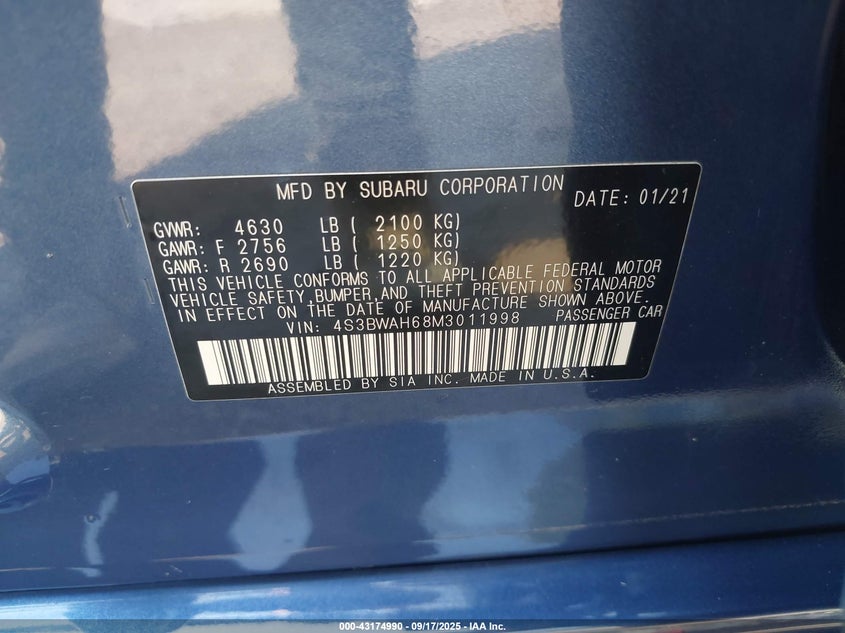 MFD BY SUBARU CORPORATION DATE: 01/21
GVWR: 4630 LB ( 2100 KG)
GAWR: F 2756 LB ( 1250 KG)
GAWR: R 2690 LB ( 1220 KG)
THIS VEHICLE CONFORMS TO ALL APPLICABLE FEDERAL MOTOR
VEHICLE SAFETY,BUMPER,AND THEFT PREVENTION STANDARDS
IN EFFECT ON THE DATE OF MANUFACTURE SHOWN ABOVE.
VIN: 4S3BWAH68M3011998 PASSENGER CAR
ASSEMBLED BY SIA INC. MADE IN U.S.A.
000-43174990 - 09/17/2025 - IAA Inc.